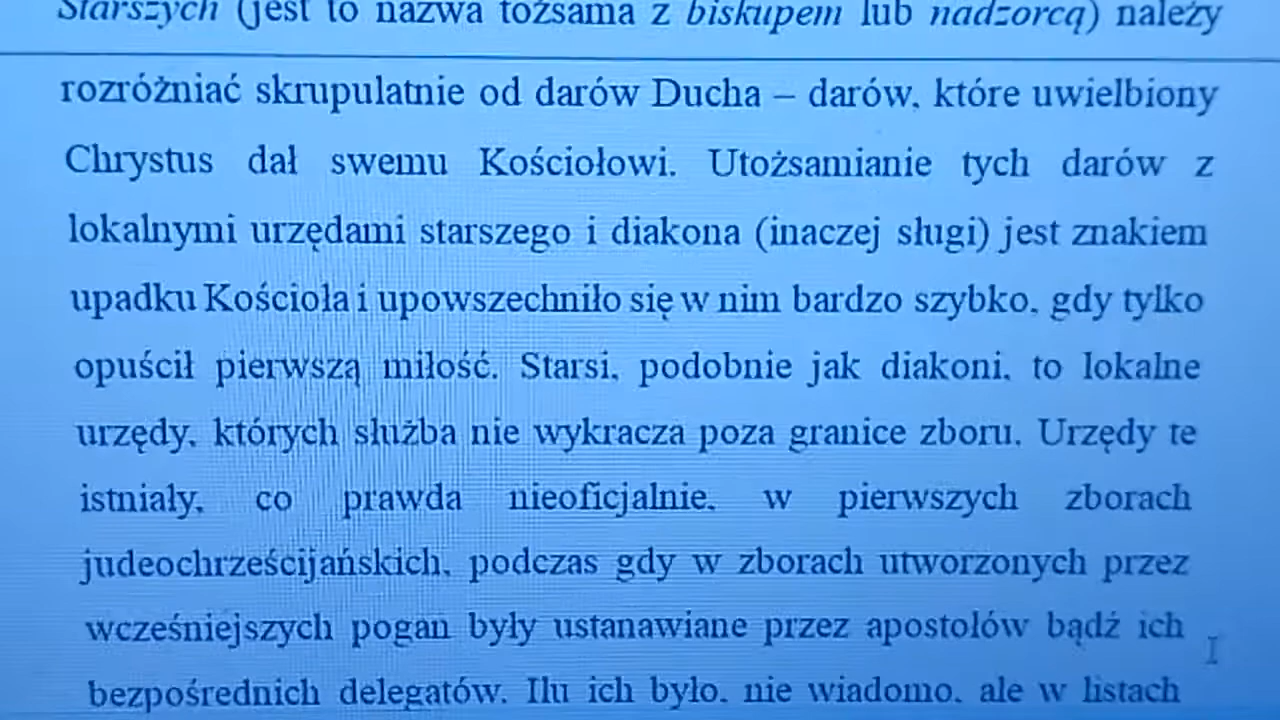 Starszych (jest to nazwa tożsama z biskupem lub nadzorcą) należy
rozróżniać skrupulatnie od darów Ducha – darów, które uwielbiony
Chrystus dał swemu Kościołowi. Utożsamianie tych darów z
lokalnymi urzędami starszego i diakona (inaczej sługi) jest znakiem
upadku Kościoła i upowszechniło się w nim bardzo szybko, gdy tylko
opuścił pierwszą miłość. Starsi, podobnie jak diakoni, to lokalne
urzędy, których służba nie wykracza poza granice zboru. Urzędy te
istniały, co prawda nieoficjalnie, w pierwszych zborach
judeochrześcijańskich, podczas gdy w zborach utworzonych przez
wcześniejszych pogan były ustanawiane przez apostołów bądź ich
bezpośrednich delegatów. Ilu ich było, nie wiadomo, ale w listach